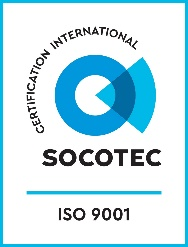 CERTIFICATION INTERNATIONAL
SOCOTEC
ISO 9001